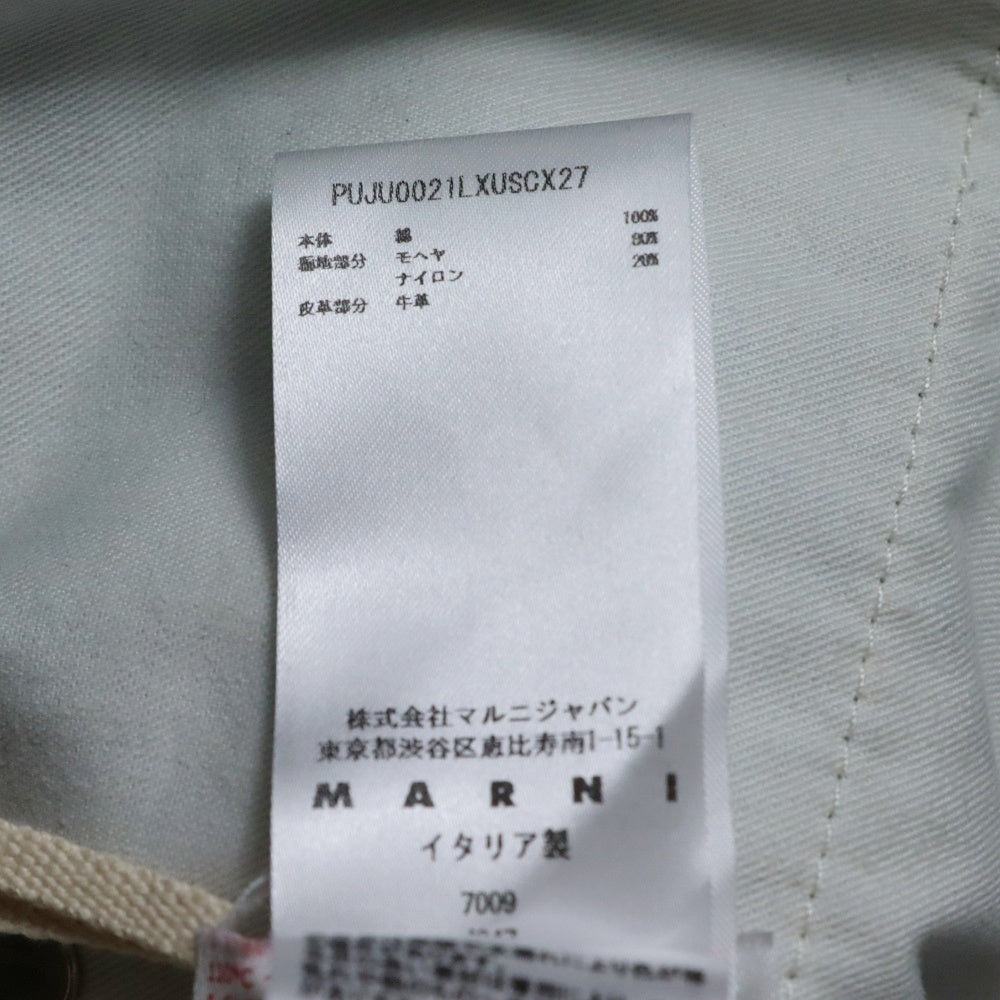 PUJU0021LXUSCX27
本体 綿 100%
箇地部分 モヘヤ 80%
ナイロン 20%
皮革部分 牛革
株式会社マルニジャパン
東京都渋谷区恵比寿南1-15-1
MARNI
イタリア製
7009